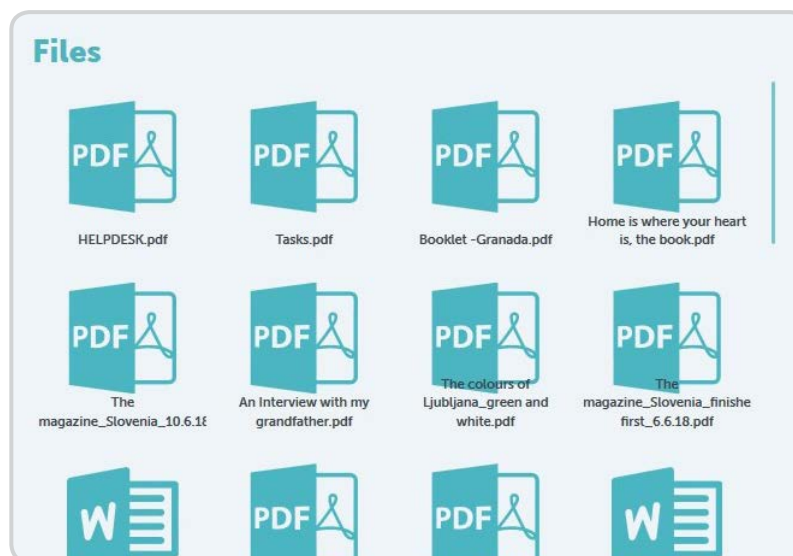 Files
PDF PDF PDF PDF
HELPDESK.pdf
Tasks.pdf
Booklet -Granada.pdf
Home is where your heart
is, the book.pdf
PDF PDF PDF PDF
The
magazine_Slovenia_10.6.18
An Interview with my
grandfather.pdf
The colours of
Ljubljana_green and
white.pdf
The
magazine_Slovenia_finishe
first_6.6.18.pdf
W PDF PDF W